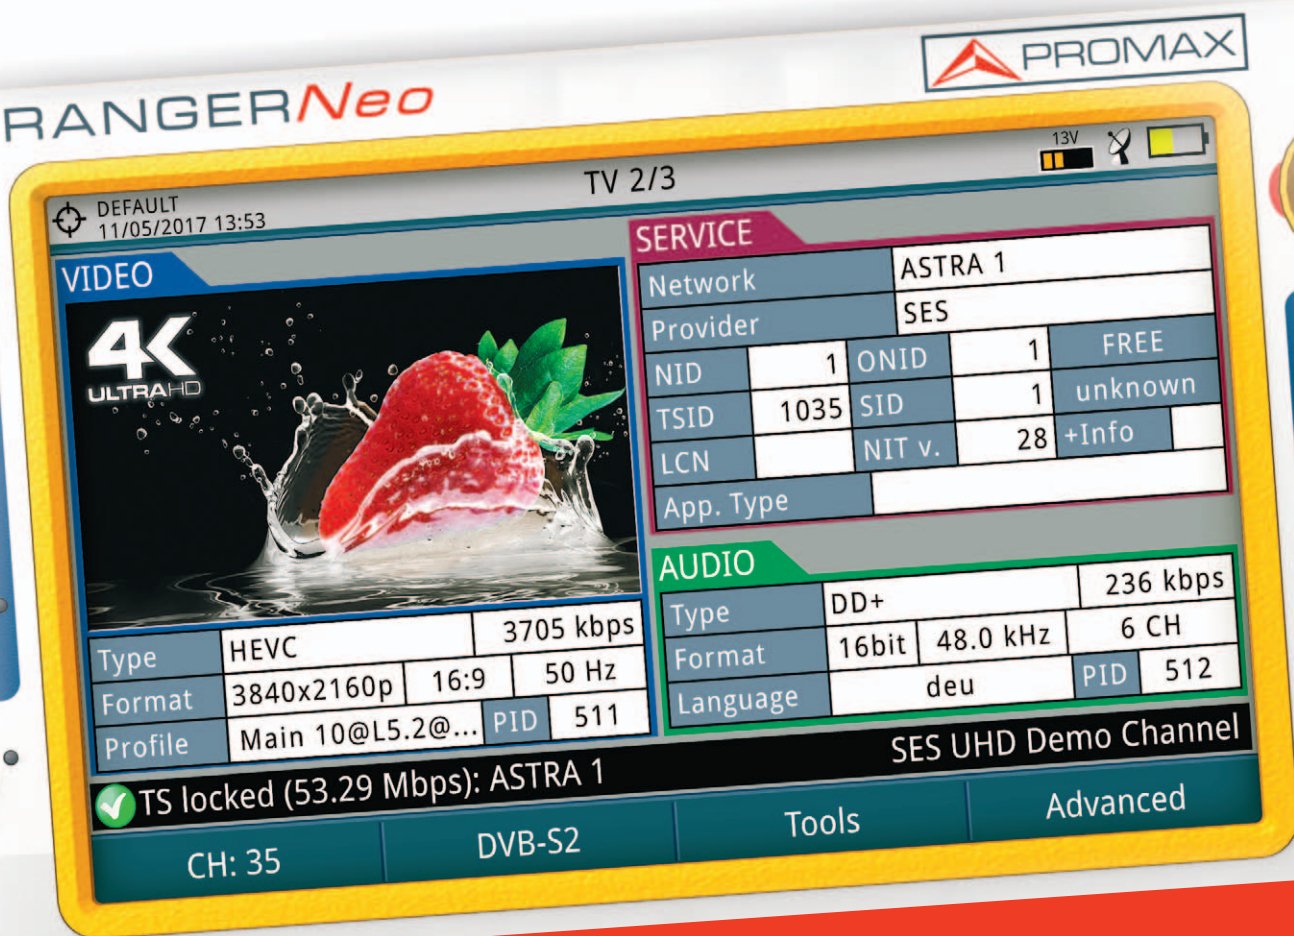 RANGERNeo
PROMAX
DEFAULT
11/05/2017 13:53
TV 2/3
13V
VIDEO
4K
ULTRAHD
Type HEVC 3705 kbps
Format 3840x2160p 16:9 50 Hz
Profile Main 10@L5.2@... PID 511
SERVICE
Network ASTRA 1
Provider SES
NID 1 ONID 1 FREE
TSID 1035 SID 1 unknown
LCN NIT v. 28 +Info
App. Type
AUDIO
Type DD+ 236 kbps
Format 16bit 48.0 kHz 6 CH
Language deu PID 512
TS locked (53.29 Mbps): ASTRA 1 SES UHD Demo Channel
CH: 35 DVB-S2 Tools Advanced